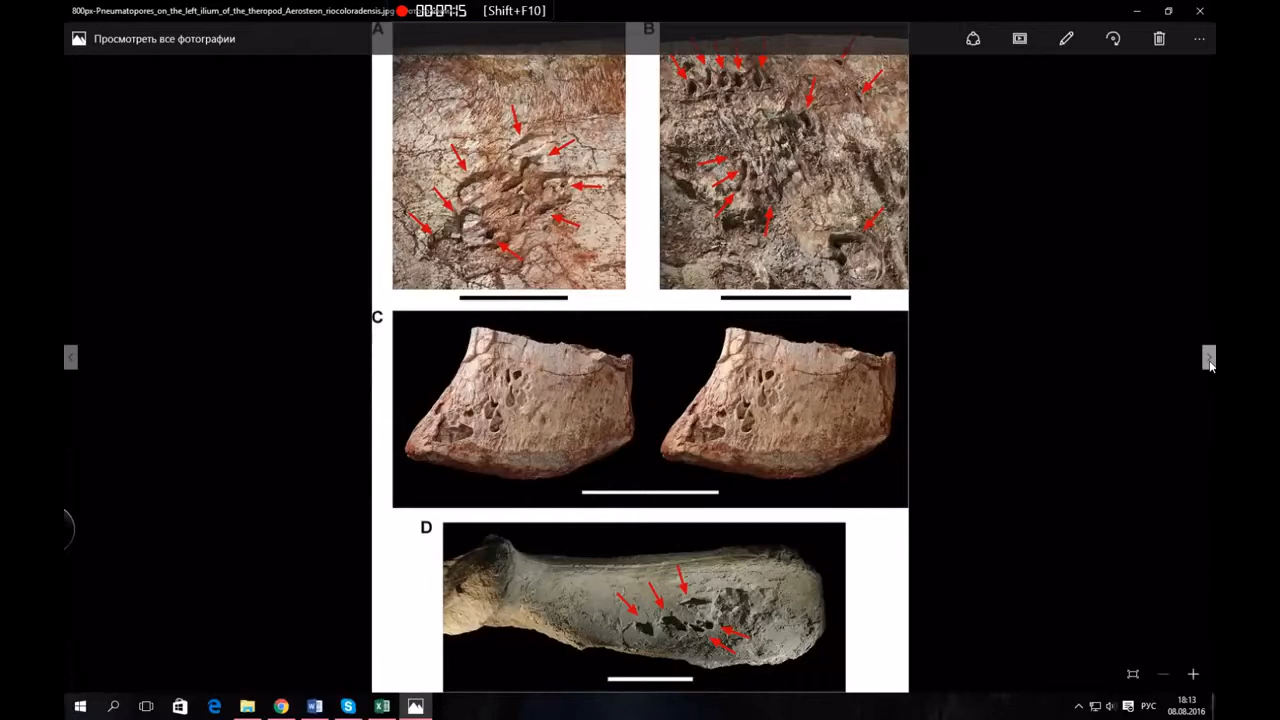 800px-Pneumatopores_on_the_left_ilium_of_the_theropod_Aerosteon_riocoloradensis.jpg
00:07:15 [Shift+F10]
Просмотреть все фотографии
A
B
C
D
РУС
18:13
08.08.2016